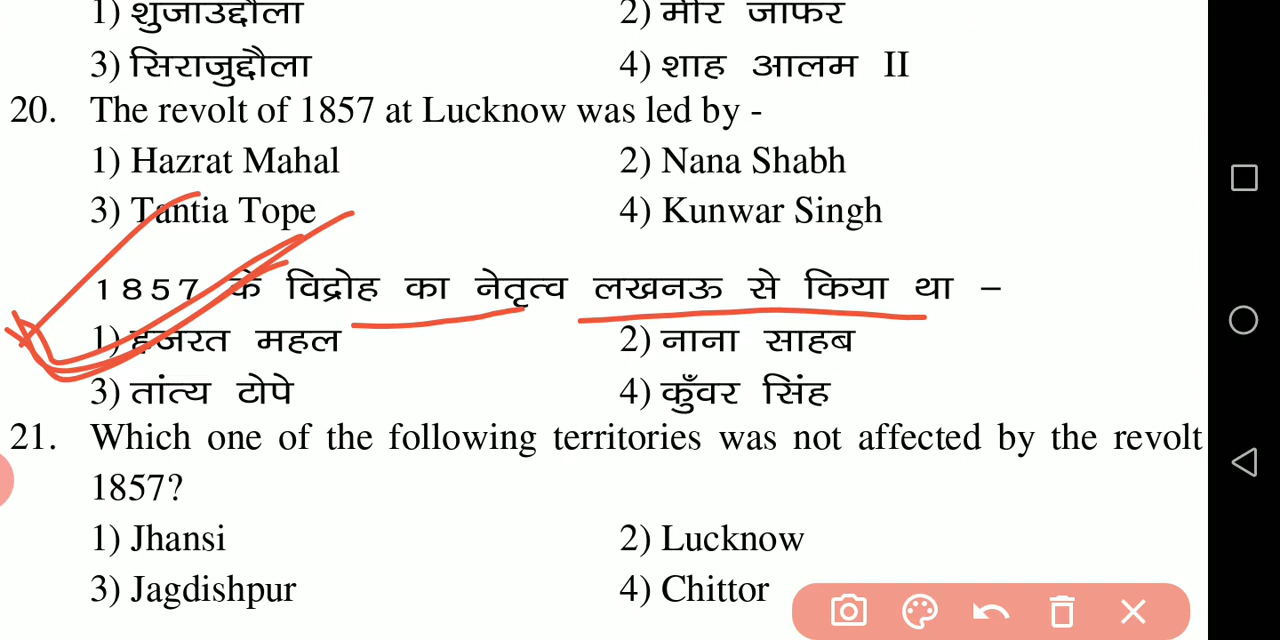 1) शुजाउद्दौला 2) मीर जाफर
3) सिराजुद्दौला 4) शाह आलम II
20. The revolt of 1857 at Lucknow was led by -
1) Hazrat Mahal 2) Nana Shabh
3) Tantia Tope 4) Kunwar Singh
1857 के विद्रोह का नेतृत्व लखनऊ से किया था –
1) हजरत महल 2) नाना साहब
3) तांत्य टोपे 4) कुँवर सिंह
21. Which one of the following territories was not affected by the revolt
1857?
1) Jhansi 2) Lucknow
3) Jagdishpur 4) Chittor